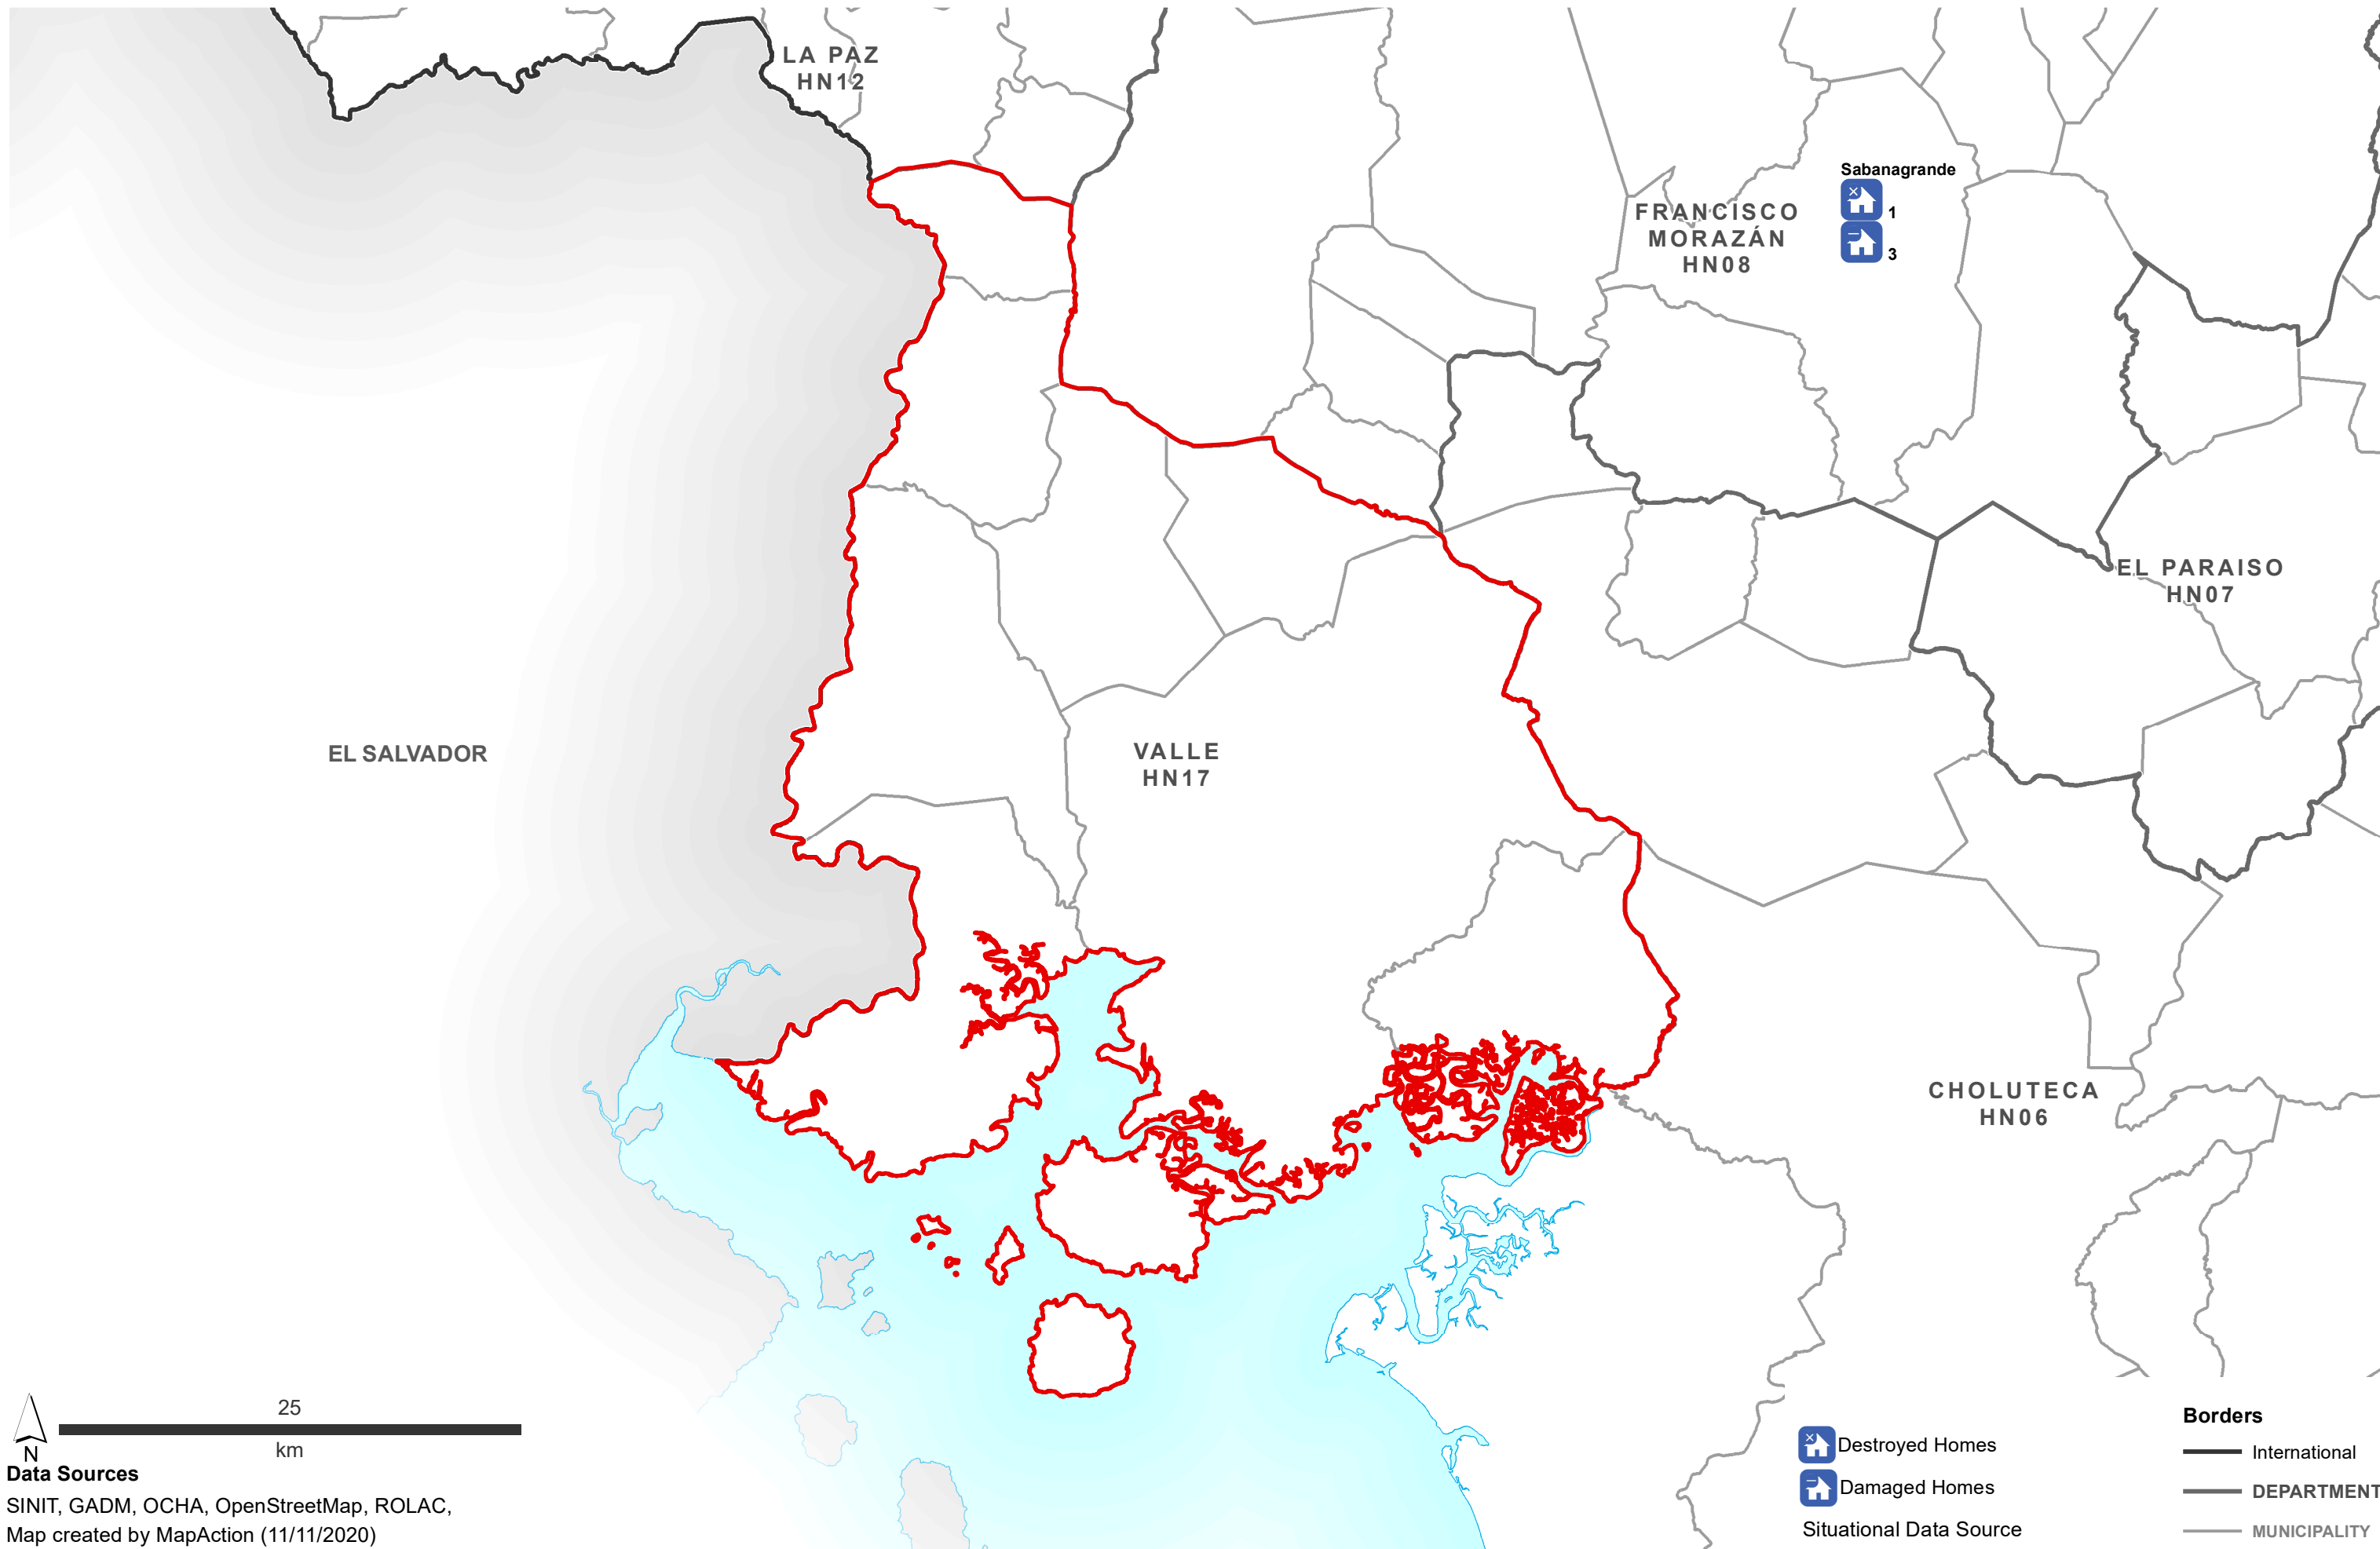 LA PAZ
HN12
Sabanagrande
1
3
FRANCISCO
MORAZÁN
HN08
EL PARAISO
HN07
EL SALVADOR
VALLE
HN17
CHOLUTECA
HN06
25
km
N
Data Sources
SINIT, GADM, OCHA, OpenStreetMap, ROLAC,
Map created by MapAction (11/11/2020)
Destroyed Homes
Damaged Homes
Situational Data Source
Borders
International
DEPARTMENT
MUNICIPALITY